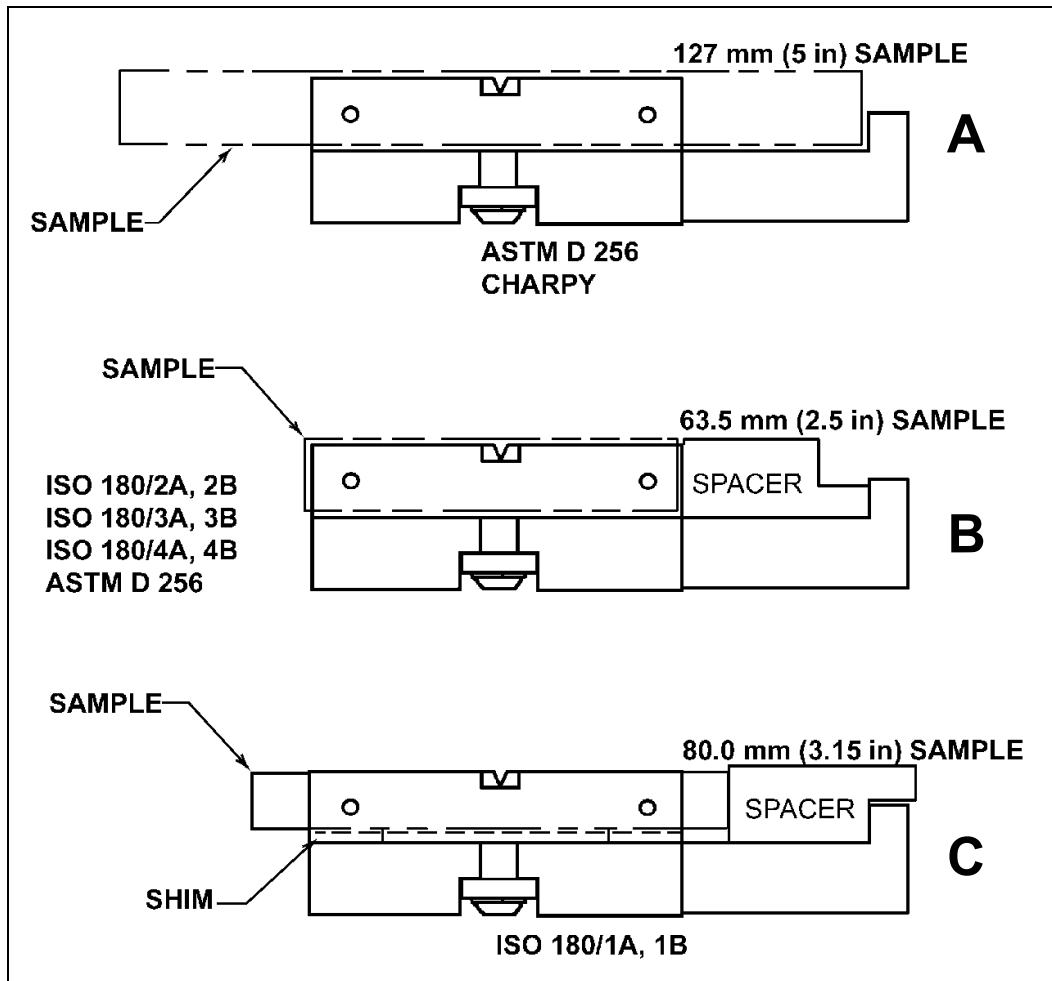 127 mm (5 in) SAMPLE
A
SAMPLE
ASTM D 256
CHARPY
SAMPLE
63.5 mm (2.5 in) SAMPLE
ISO 180/2A, 2B
ISO 180/3A, 3B
ISO 180/4A, 4B
ASTM D 256
SPACER
B
SAMPLE
80.0 mm (3.15 in) SAMPLE
SPACER
C
SHIM
ISO 180/1A, 1B